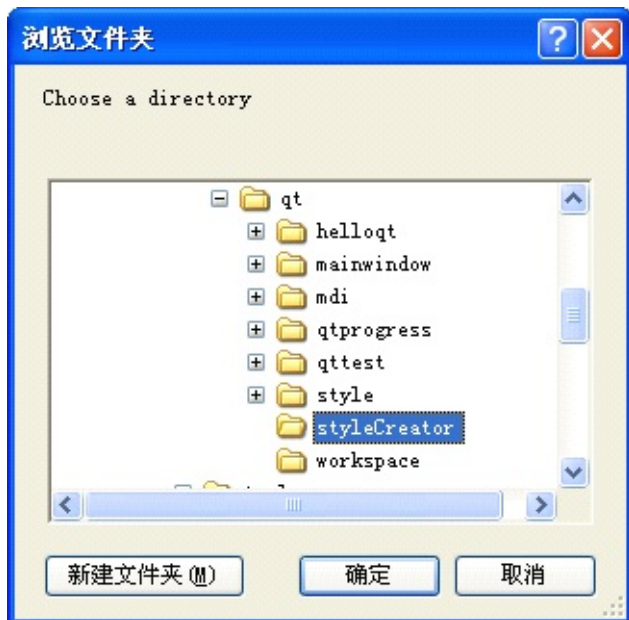 浏览文件夹
Choose a directory
qt
helloqt
mainwindow
mdi
qtprogress
qttest
style
styleCreator
workspace
新建文件夹(M) 确定 取消